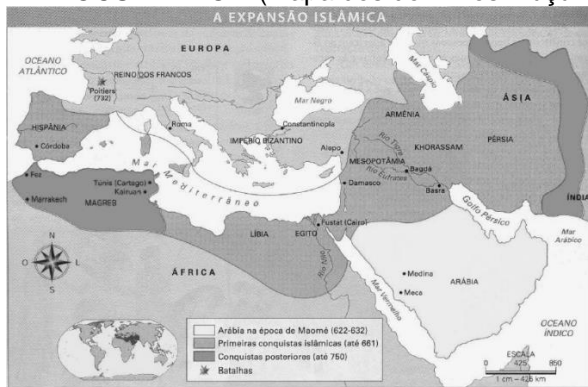 A EXPANSÃO ISLÂMICA
EUROPA
OCEANO
ATLÂNTICO
REINO DOS FRANCOS
Poitiers
(732)
Mar Cáspio
Mar Negro
ÁSIA
HISPÂNIA
Córdoba
Roma
Constantinopla
IMPÉRIO BIZANTINO
ARMÊNIA
KHORASSAM
PÉRSIA
Alepo
Rio Tigre
MESOPOTÂMIA
Bagdá
Rio Eufrates
Basra
Damasco
Mar Mediterrâneo
Fez
Marrakesh
Túnis (Cartago)
Kairuan
MAGREB
LÍBIA
EGITO
Fustat (Cairo)
Rio Nilo
Golfo Pérsico
ÍNDIA
Mar
Arábico
N
O
L
S
ÁFRICA
Mar Vermelho
Medina
Meca
ARÁBIA
OCEANO
ÍNDICO
Arábia na época de Maomé (622-632)
Primeiras conquistas islâmicas (até 661)
Conquistas posteriores (até 750)
Batalhas
ESCALA
0 425 850
1 cm – 425 km